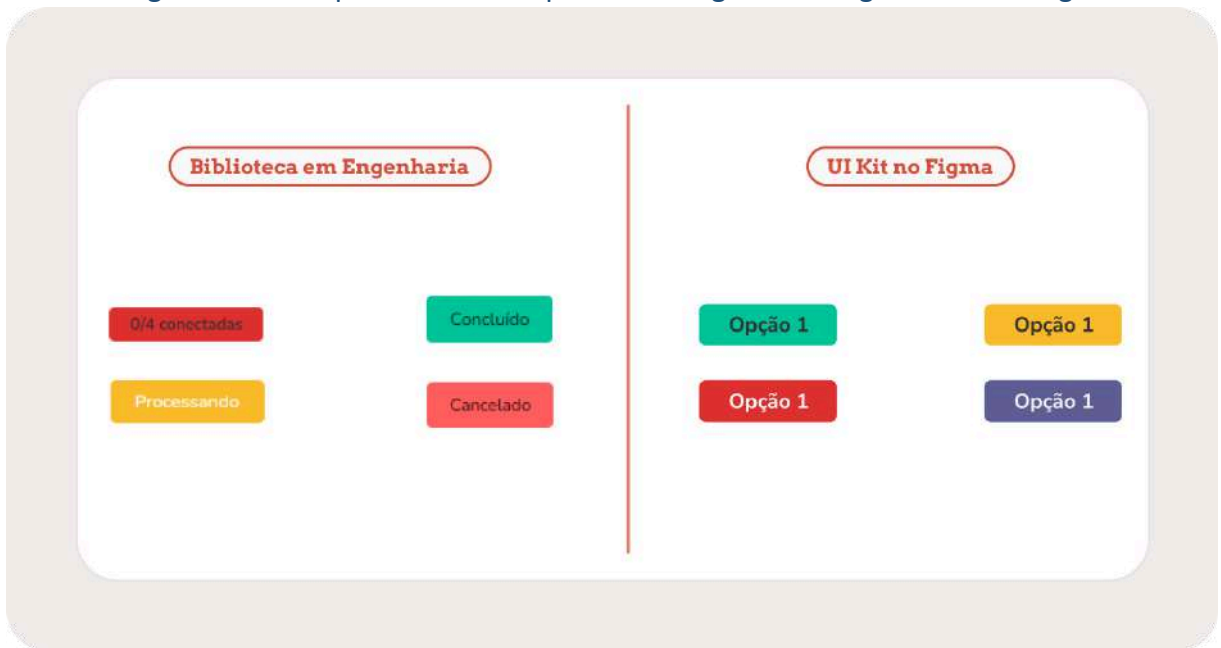 Biblioteca em Engenharia
UI Kit no Figma
0/4 conectadas
Concluído
Processando
Cancelado
Opção 1
Opção 1
Opção 1
Opção 1